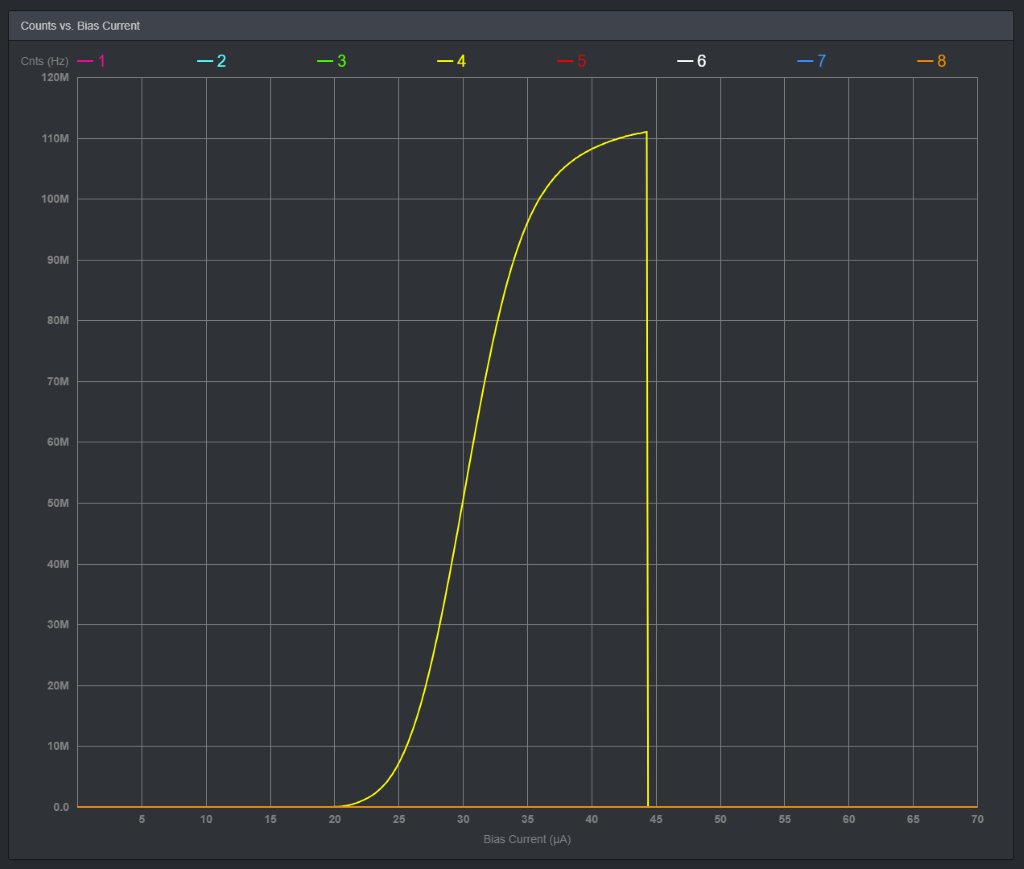 Counts vs. Bias Current
Cnts (Hz) 1 2 3 4 5 6 7 8
120M
110M
100M
90M
80M
70M
60M
50M
40M
30M
20M
10M
0.0
5 10 15 20 25 30 35 40 45 50 55 60 65 70
Bias Current (µA)